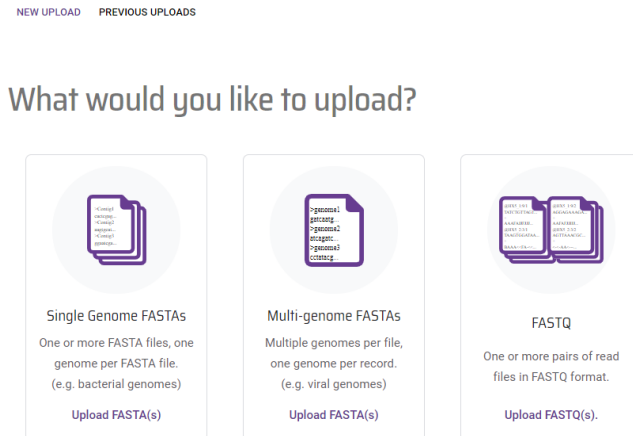 NEW UPLOAD PREVIOUS UPLOADS
What would you like to upload?
>genome1
gatcaatg...
>genome2
atcagatc...
>genome3
cctatacg...
Single Genome FASTAs
One or more FASTA files, one
genome per FASTA file.
(e.g. bacterial genomes)
Upload FASTA(s)
Multi-genome FASTAs
Multiple genomes per file,
one genome per record.
(e.g. viral genomes)
Upload FASTA(s)
FASTQ
One or more pairs of read
files in FASTQ format.
Upload FASTQ(s).